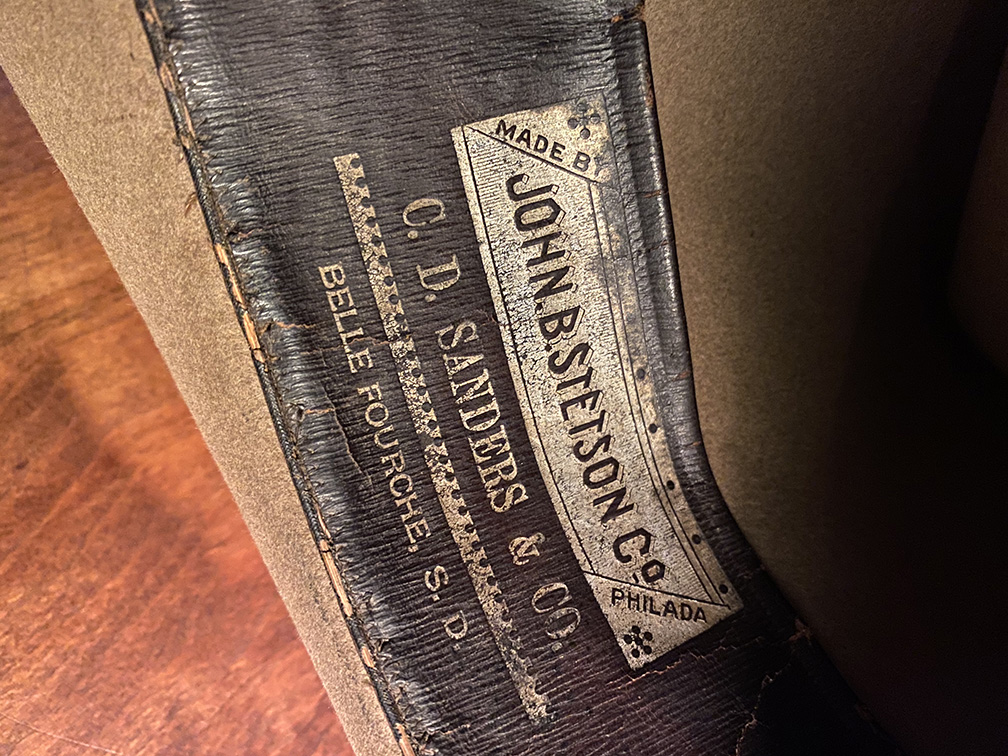 MADE BY
JOHN.B.STETSON Co
PHILADA
C. D. SANDERS & CO.
BELLE FOURCHE, S. D.